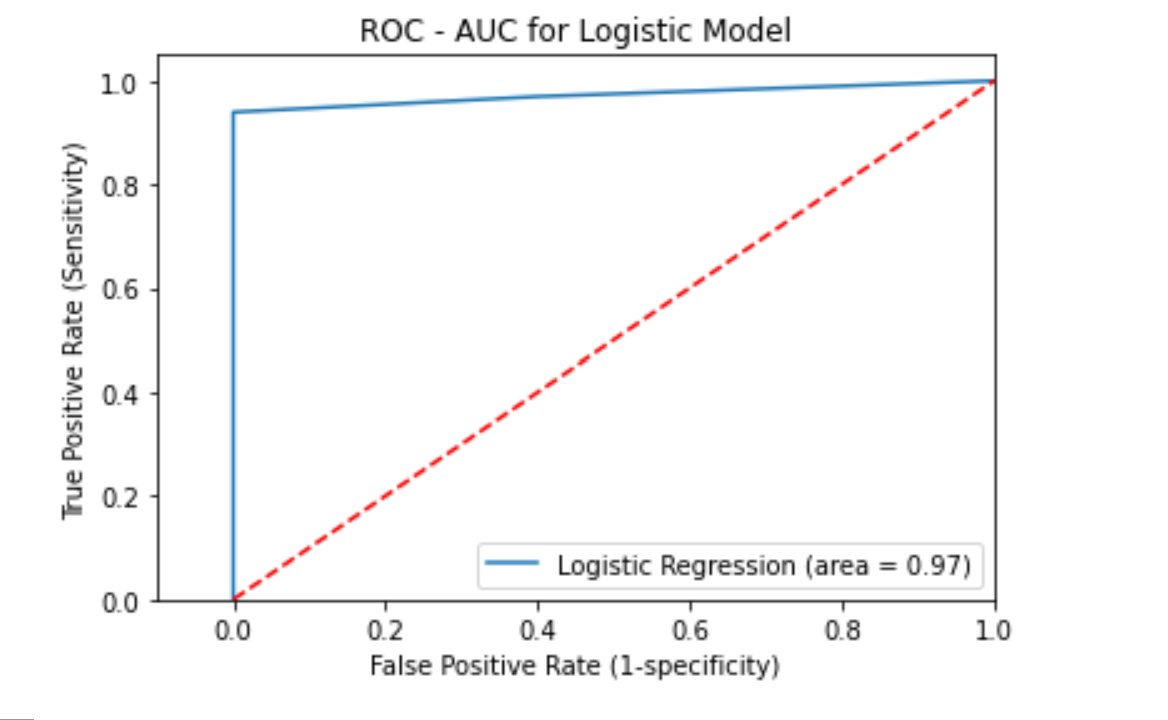 ROC - AUC for Logistic Model
True Positive Rate (Sensitivity)
1.0
0.8
0.6
0.4
0.2
0.0
Logistic Regression (area = 0.97)
0.0 0.2 0.4 0.6 0.8 1.0
False Positive Rate (1-specificity)